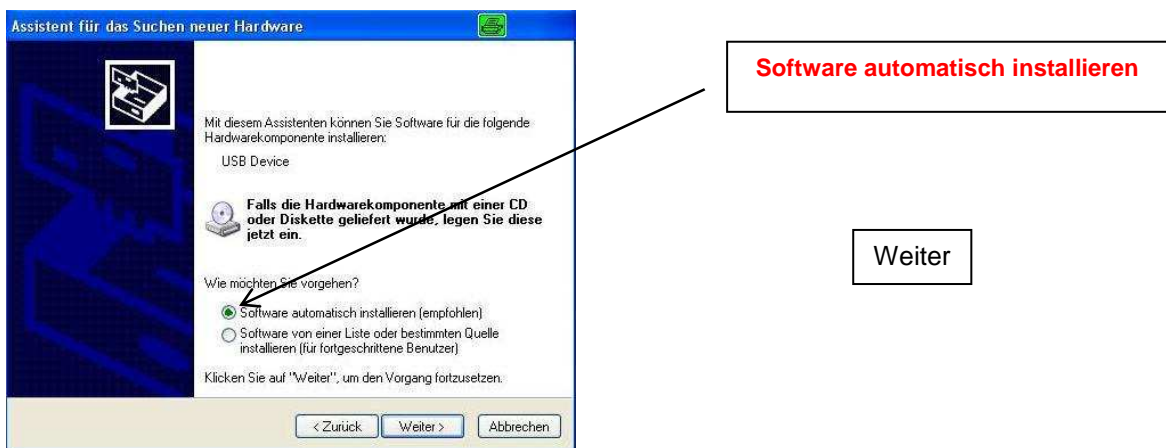 Assistent für das Suchen neuer Hardware
Mit diesem Assistenten können Sie Software für die folgende
Hardwarekomponente installieren:
USB Device
Falls die Hardwarekomponente mit einer CD
oder Diskette geliefert wurde, legen Sie diese
jetzt ein.
Wie möchten Sie vorgehen?
Software automatisch installieren (empfohlen)
Software von einer Liste oder bestimmten Quelle
installieren (für fortgeschrittene Benutzer)
Klicken Sie auf "Weiter", um den Vorgang fortzusetzen.
< Zurück
Weiter >
Abbrechen
Software automatisch installieren
Weiter